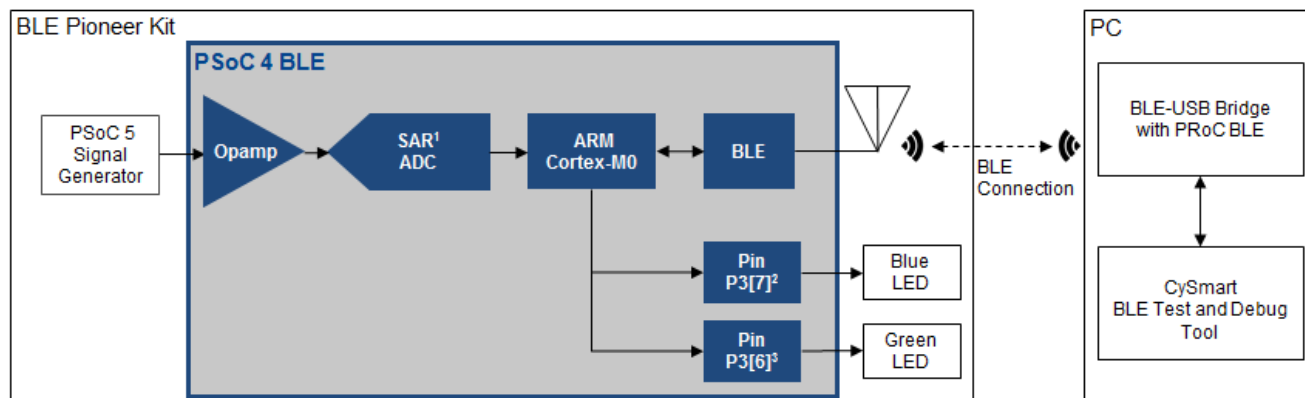 BLE Pioneer Kit
PSoC 4 BLE
PSoC 5
Signal
Generator
Opamp
SAR¹
ADC
ARM
Cortex-M0
BLE
Pin
P3[7]²
Blue
LED
Pin
P3[6]³
Green
LED
BLE
Connection
PC
BLE-USB Bridge
with PRoC BLE
CySmart
BLE Test and Debug
Tool